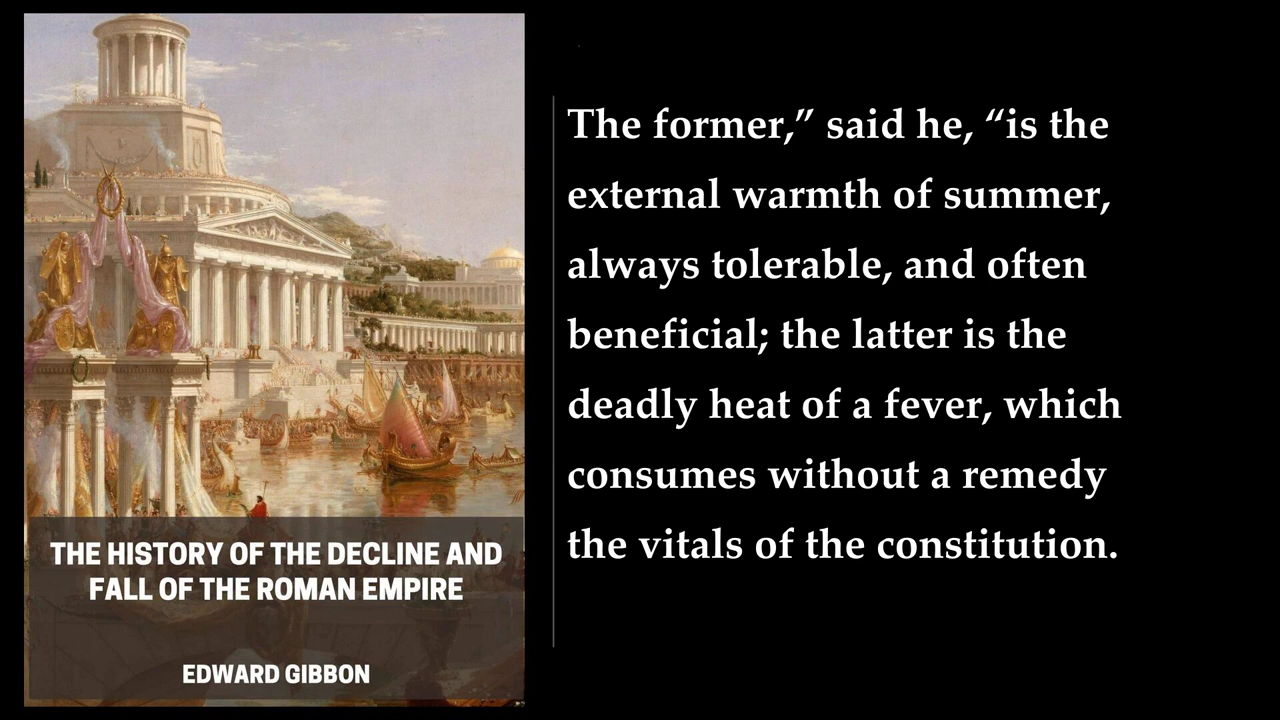 THE HISTORY OF THE DECLINE AND
FALL OF THE ROMAN EMPIRE
EDWARD GIBBON
The former,” said he, “is the
external warmth of summer,
always tolerable, and often
beneficial; the latter is the
deadly heat of a fever, which
consumes without a remedy
the vitals of the constitution.